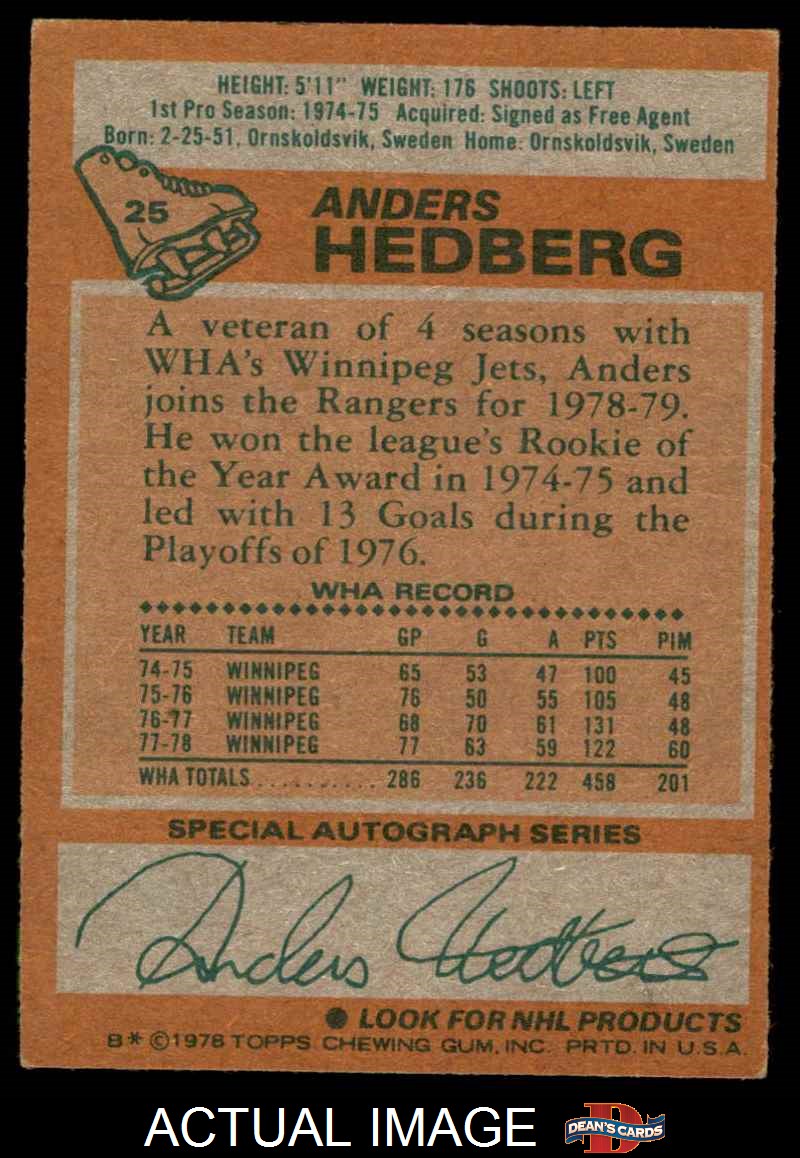 HEIGHT: 5'11" WEIGHT: 176 SHOOTS: LEFT
1st Pro Season: 1974-75 Acquired: Signed as Free Agent
Born: 2-25-51, Ornskoldsvik, Sweden Home: Ornskoldsvik, Sweden
25
ANDERS
HEDBERG
A veteran of 4 seasons with
WHA's Winnipeg Jets, Anders
joins the Rangers for 1978-79.
He won the league's Rookie of
the Year Award in 1974-75 and
led with 13 Goals during the
Playoffs of 1976.
WHA RECORD
YEAR TEAM GP G A PTS PIM
74-75 WINNIPEG 65 53 47 100 45
75-76 WINNIPEG 76 50 55 105 48
76-77 WINNIPEG 68 70 61 131 48
77-78 WINNIPEG 77 63 59 122 60
WHA TOTALS........... 286 236 222 458 201
SPECIAL AUTOGRAPH SERIES
Anders Hedberg
● LOOK FOR NHL PRODUCTS
B* ©1978 TOPPS CHEWING GUM, INC. PRTD. IN U.S.A.
ACTUAL IMAGE D DEAN'S CARDS